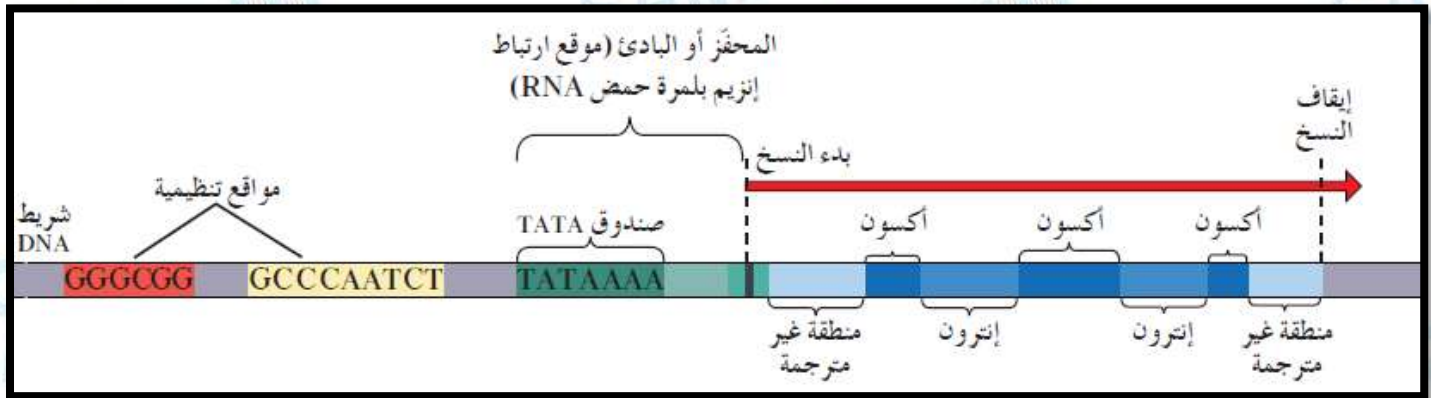 المحفّز أو البادئ (موقع ارتباط
إنزيم بلمرة حمض RNA)
إيقاف
النسخ
بدء النسخ
مواقع تنظيمية
شريط
DNA
صندوق TATA
أكسون
أكسون
أكسون
GGGCGG
GCCCAATCT
TATAAAA
منطقة غير
مترجمة
إنترون
إنترون
منطقة غير
مترجمة